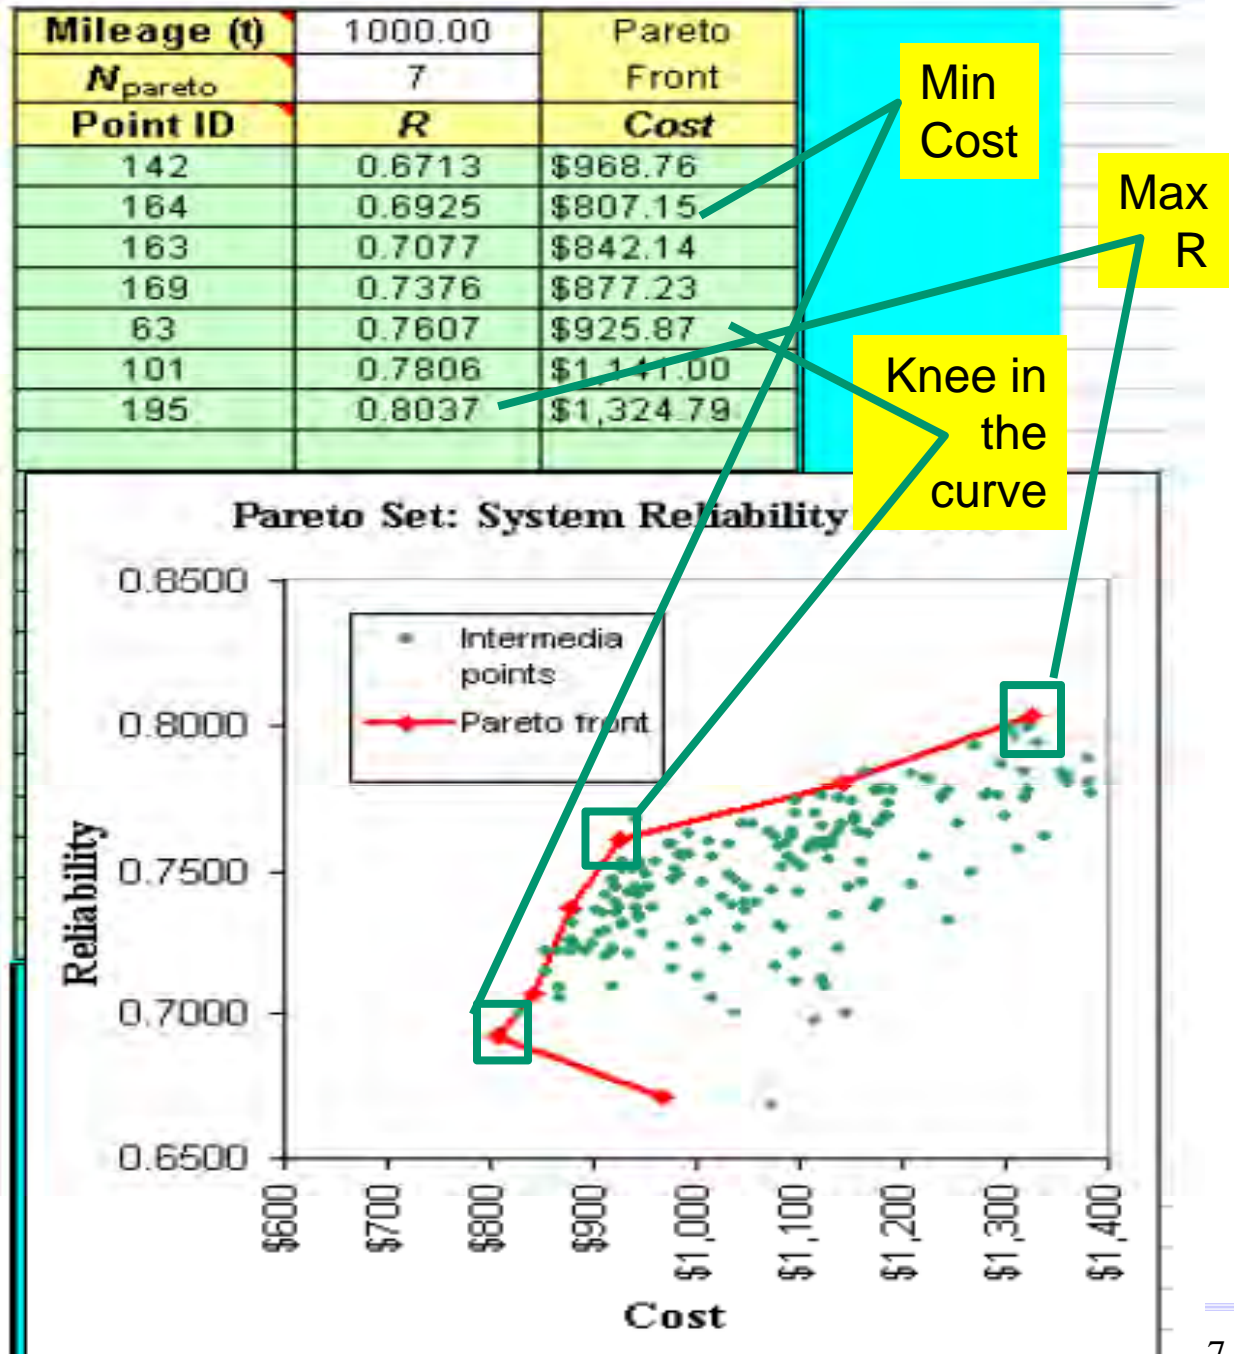 Mileage (t) 1000.00 Pareto
Npareto 7 Front
Point ID R Cost
142 0.6713 $968.76
164 0.6925 $807.15
163 0.7077 $842.14
169 0.7376 $877.23
63 0.7607 $925.87
101 0.7806 $1,141.00
195 0.8037 $1,324.79
Min
Cost
Max
R
Knee in
the
curve
Pareto Set: System Reliability
0.8500
0.8000
0.7500
0.7000
0.6500
Intermedia
points
Pareto front
Reliability
$600
$700
$800
$900
$1,000
$1,100
$1,200
$1,300
$1,400
Cost
7